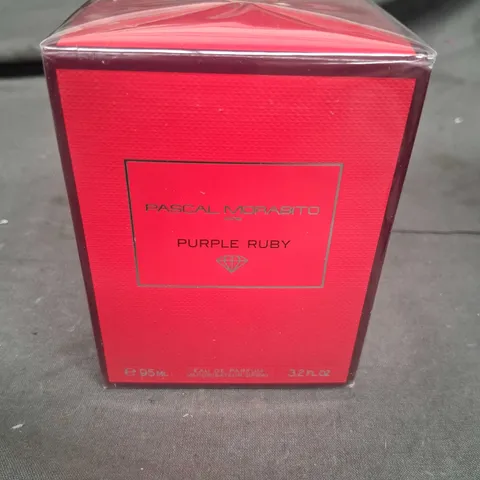 PASCAL MORABITO
PURPLE RUBY
℮ 95 ML EAU DE PARFUM 3.2 FL.OZ